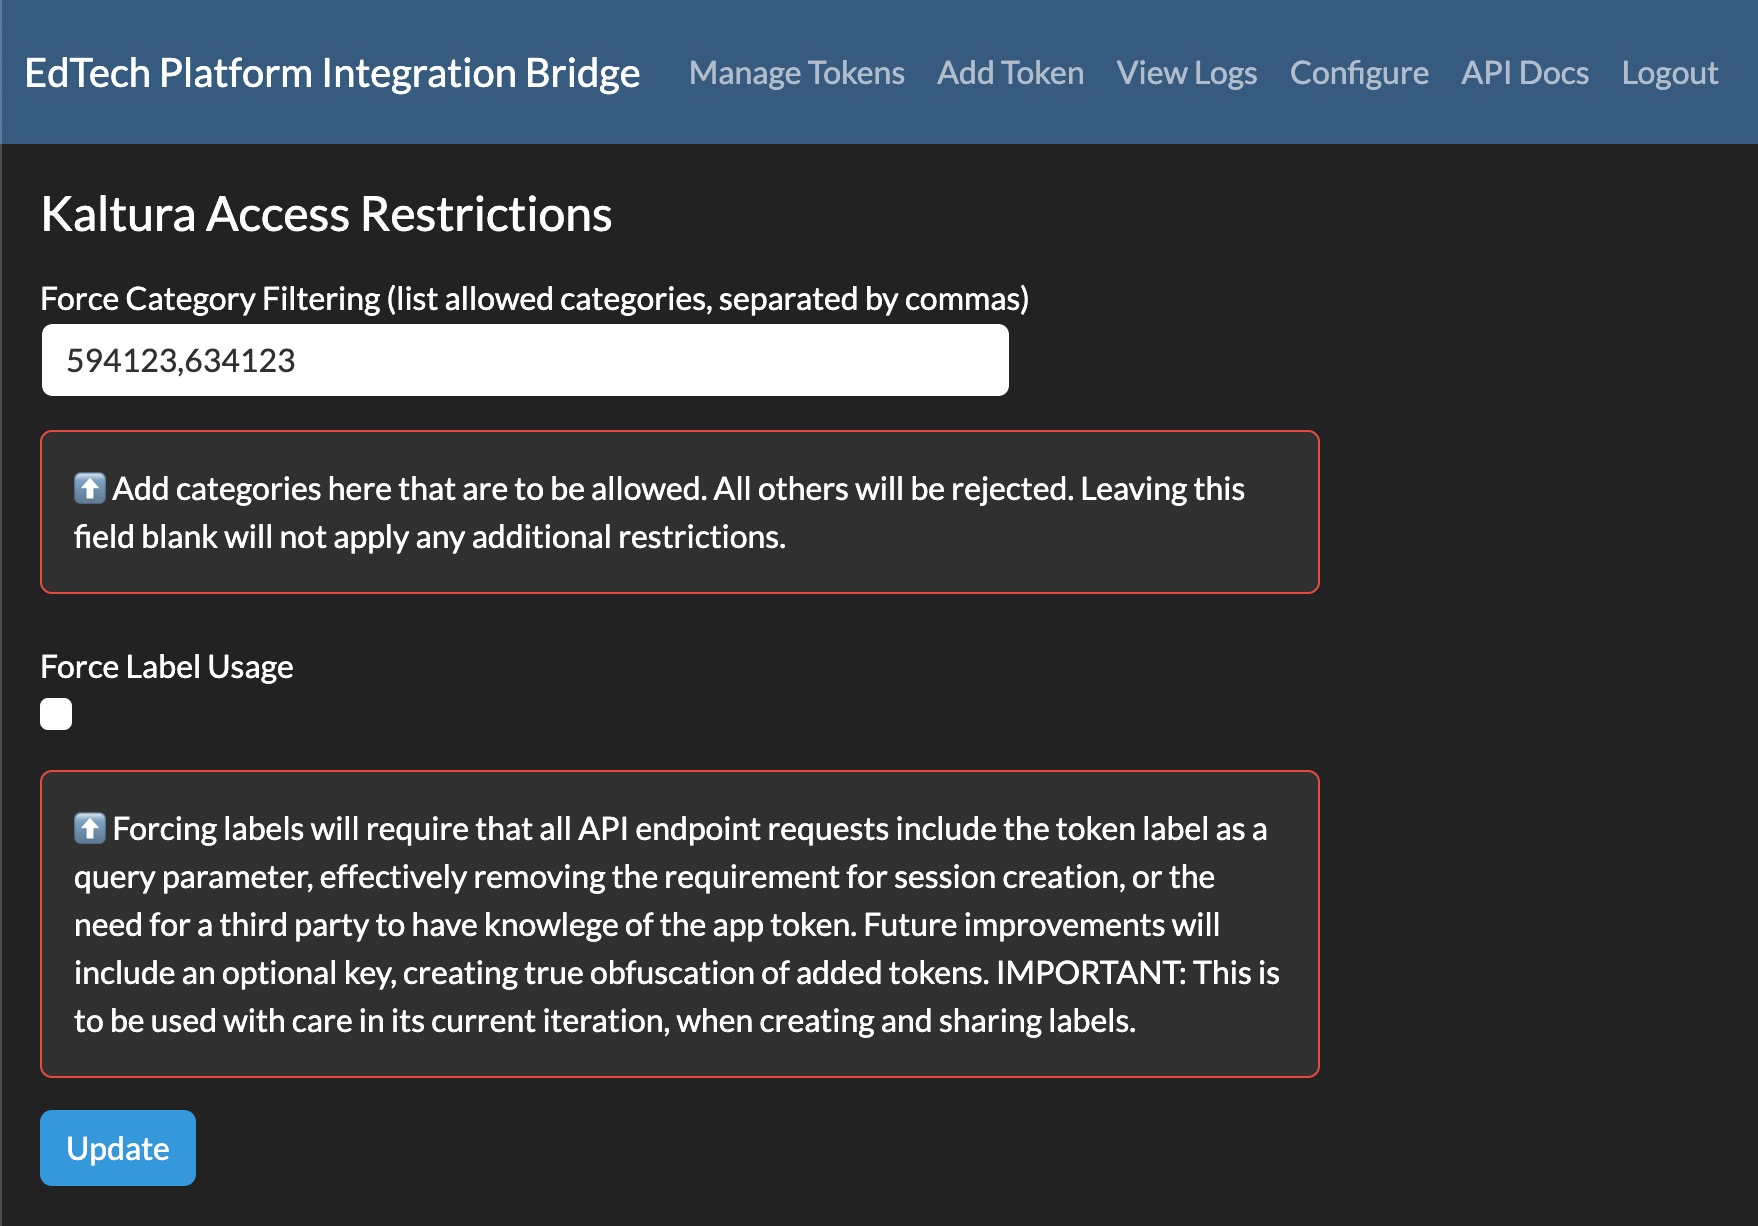 EdTech Platform Integration Bridge Manage Tokens Add Token View Logs Configure API Docs Logout
Kaltura Access Restrictions
Force Category Filtering (list allowed categories, separated by commas)
594123,634123
⬆️ Add categories here that are to be allowed. All others will be rejected. Leaving this
field blank will not apply any additional restrictions.
Force Label Usage
⬆️ Forcing labels will require that all API endpoint requests include the token label as a
query parameter, effectively removing the requirement for session creation, or the
need for a third party to have knowlege of the app token. Future improvements will
include an optional key, creating true obfuscation of added tokens. IMPORTANT: This is
to be used with care in its current iteration, when creating and sharing labels.
Update